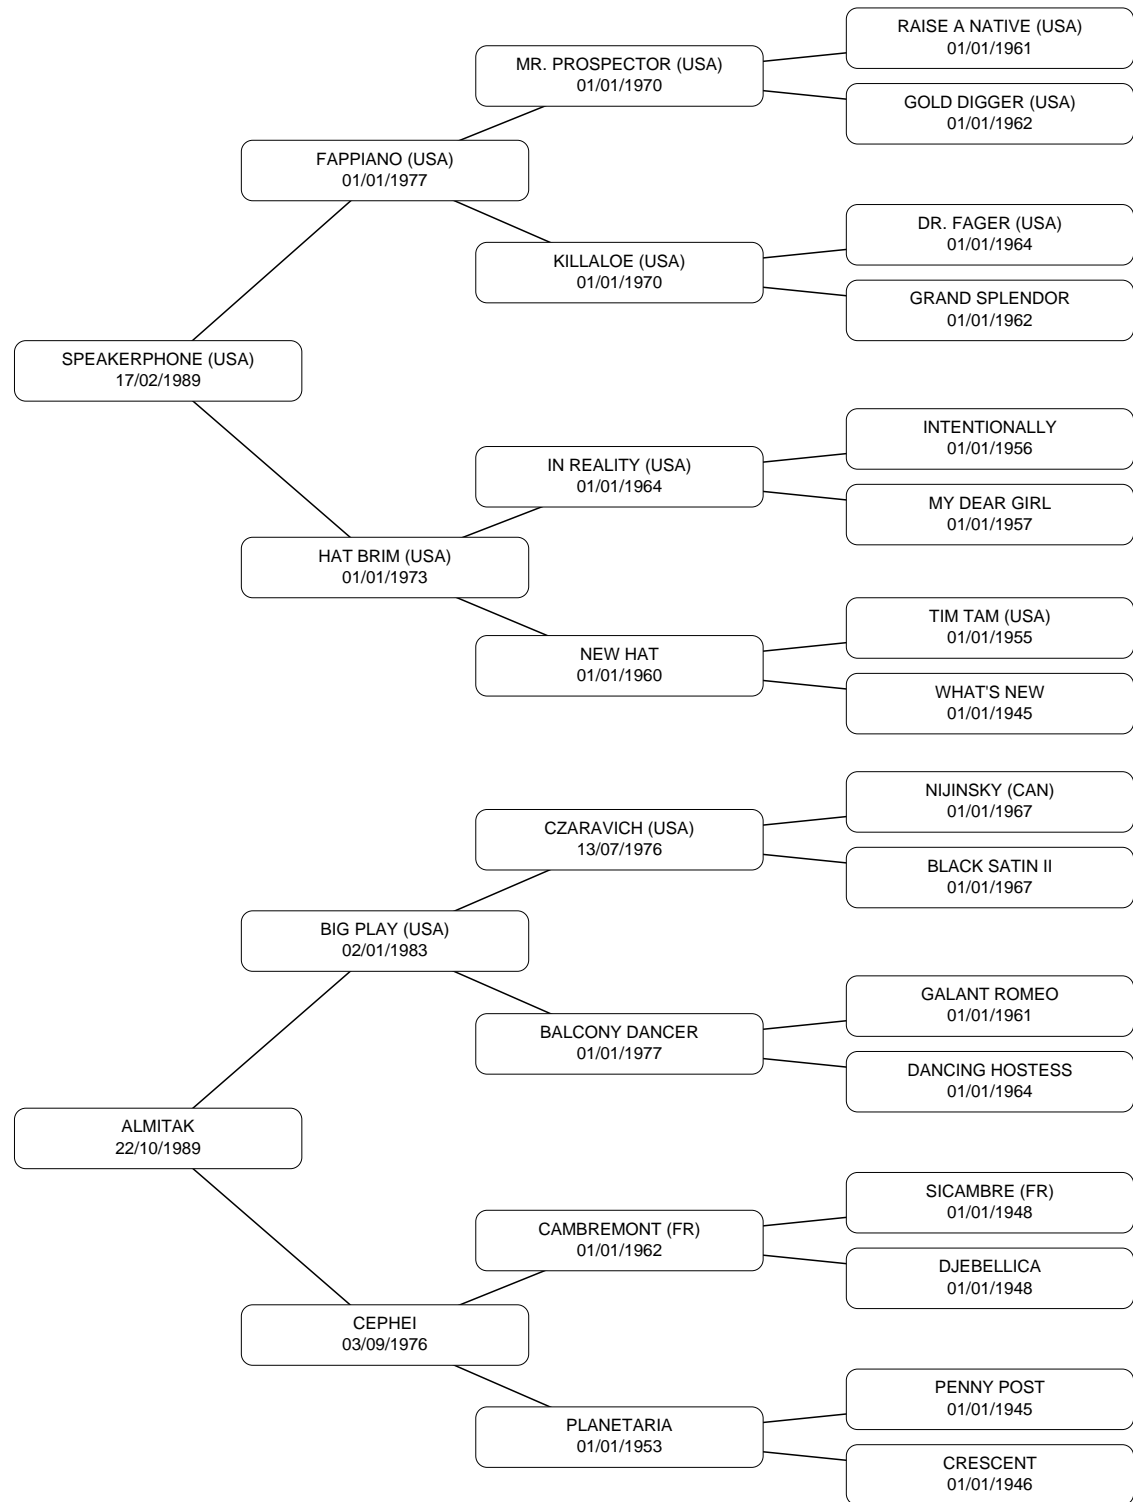 RAISE A NATIVE (USA)
01/01/1961
MR. PROSPECTOR (USA)
01/01/1970
GOLD DIGGER (USA)
01/01/1962
FAPPIANO (USA)
01/01/1977
DR. FAGER (USA)
01/01/1964
KILLALOE (USA)
01/01/1970
GRAND SPLENDOR
01/01/1962
SPEAKERPHONE (USA)
17/02/1989
INTENTIONALLY
01/01/1956
IN REALITY (USA)
01/01/1964
MY DEAR GIRL
01/01/1957
HAT BRIM (USA)
01/01/1973
TIM TAM (USA)
01/01/1955
NEW HAT
01/01/1960
WHAT'S NEW
01/01/1945
NIJINSKY (CAN)
01/01/1967
CZARAVICH (USA)
13/07/1976
BLACK SATIN II
01/01/1967
BIG PLAY (USA)
02/01/1983
GALANT ROMEO
01/01/1961
BALCONY DANCER
01/01/1977
DANCING HOSTESS
01/01/1964
ALMITAK
22/10/1989
SICAMBRE (FR)
01/01/1948
CAMBREMONT (FR)
01/01/1962
DJEBELLICA
01/01/1948
CEPHEI
03/09/1976
PENNY POST
01/01/1945
PLANETARIA
01/01/1953
CRESCENT
01/01/1946